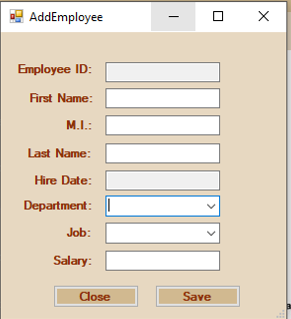 AddEmployee
Employee ID:
First Name:
M.I.:
Last Name:
Hire Date:
Department:
Job:
Salary:
Close Save